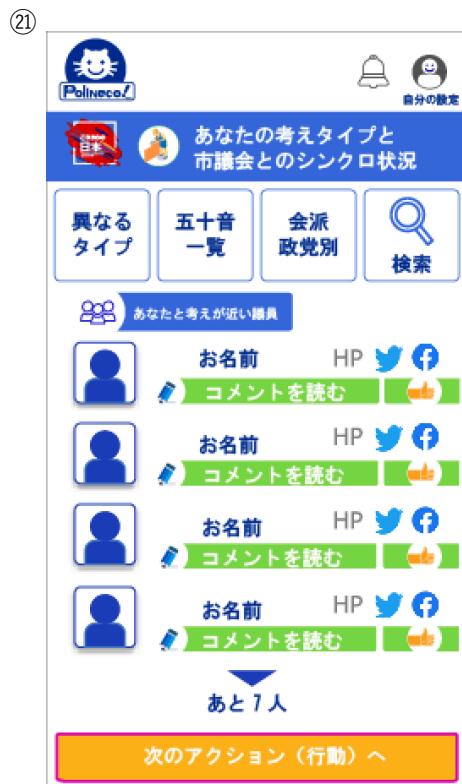 ㉑
Polineco!
自分の設定
日本
あなたの考えタイプと
市議会とのシンクロ状況
異なる
タイプ
五十音
一覧
会派
政党別
検索
あなたと考えが近い議員
お名前 HP
コメントを読む
お名前 HP
コメントを読む
お名前 HP
コメントを読む
お名前 HP
コメントを読む
あと7人
次のアクション（行動）へ